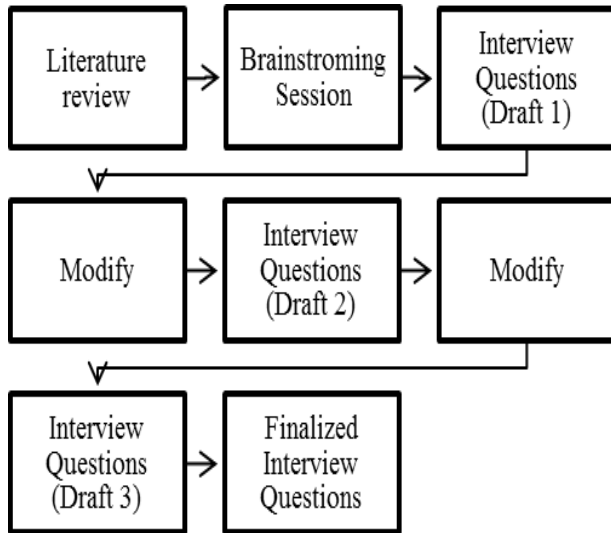 Literature
review
Brainstroming
Session
Interview
Questions
(Draft 1)
Modify
Interview
Questions
(Draft 2)
Modify
Interview
Questions
(Draft 3)
Finalized
Interview
Questions